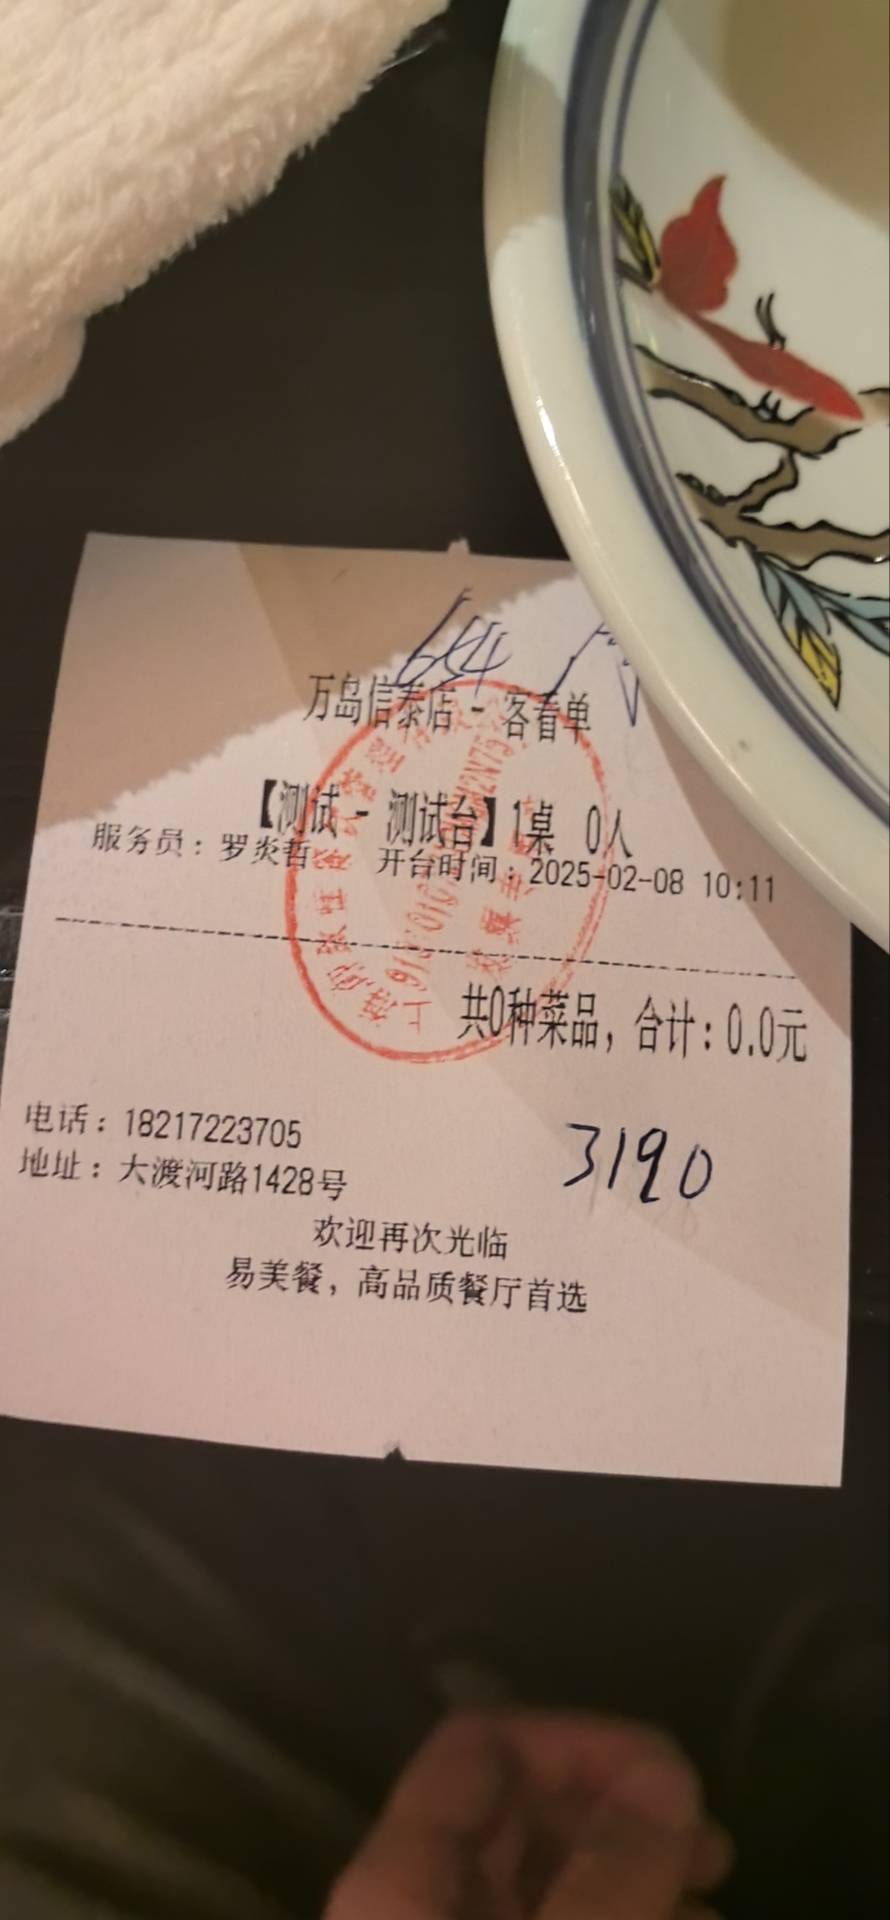 654
万岛信泰店 - 客看单
【测试 - 测试台】1桌 0人
服务员：罗炎哲 开台时间：2025-02-08 10:11
共0种菜品，合计：0.0元
3190
电话：18217223705
地址：大渡河路1428号
欢迎再次光临
易美餐，高品质餐厅首选